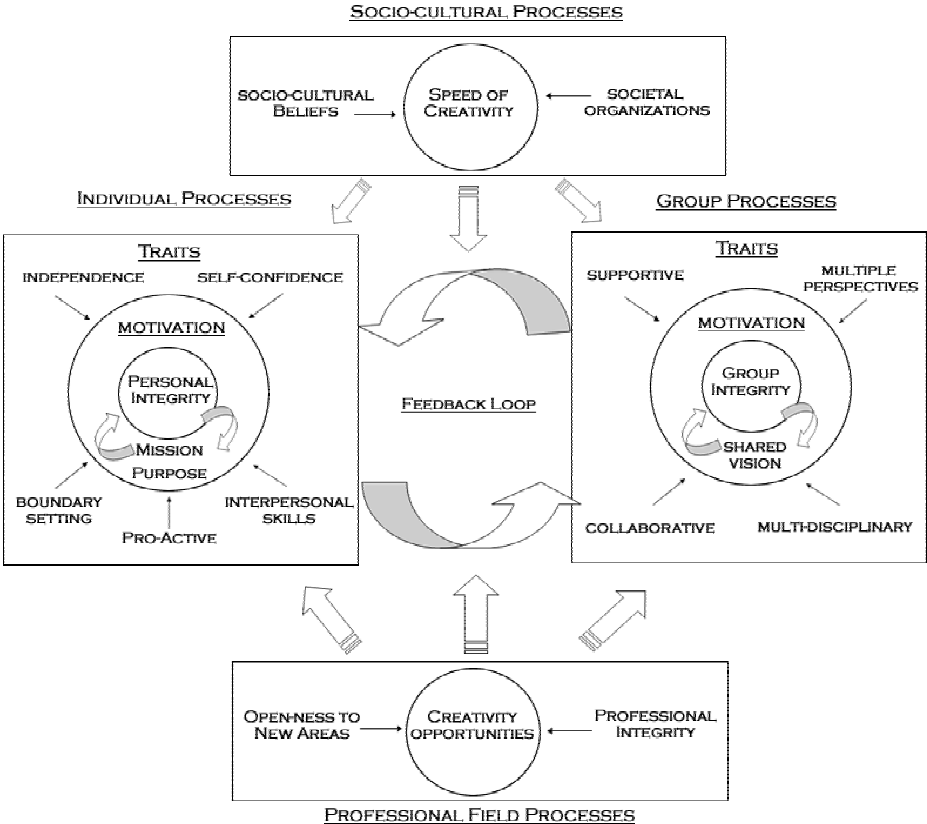 SOCIO-CULTURAL PROCESSES
SOCIO-CULTURAL
BELIEFS
SPEED OF
CREATIVITY
SOCIETAL
ORGANIZATIONS
INDIVIDUAL PROCESSES
GROUP PROCESSES
TRAITS
INDEPENDENCE
SELF-CONFIDENCE
MOTIVATION
PERSONAL
INTEGRITY
MISSION
PURPOSE
BOUNDARY
SETTING
PRO-ACTIVE
INTERPERSONAL
SKILLS
FEEDBACK LOOP
TRAITS
SUPPORTIVE
MULTIPLE
PERSPECTIVES
MOTIVATION
GROUP
INTEGRITY
SHARED
VISION
COLLABORATIVE
MULTI-DISCIPLINARY
OPEN-NESS TO
NEW AREAS
CREATIVITY
OPPORTUNITIES
PROFESSIONAL
INTEGRITY
PROFESSIONAL FIELD PROCESSES